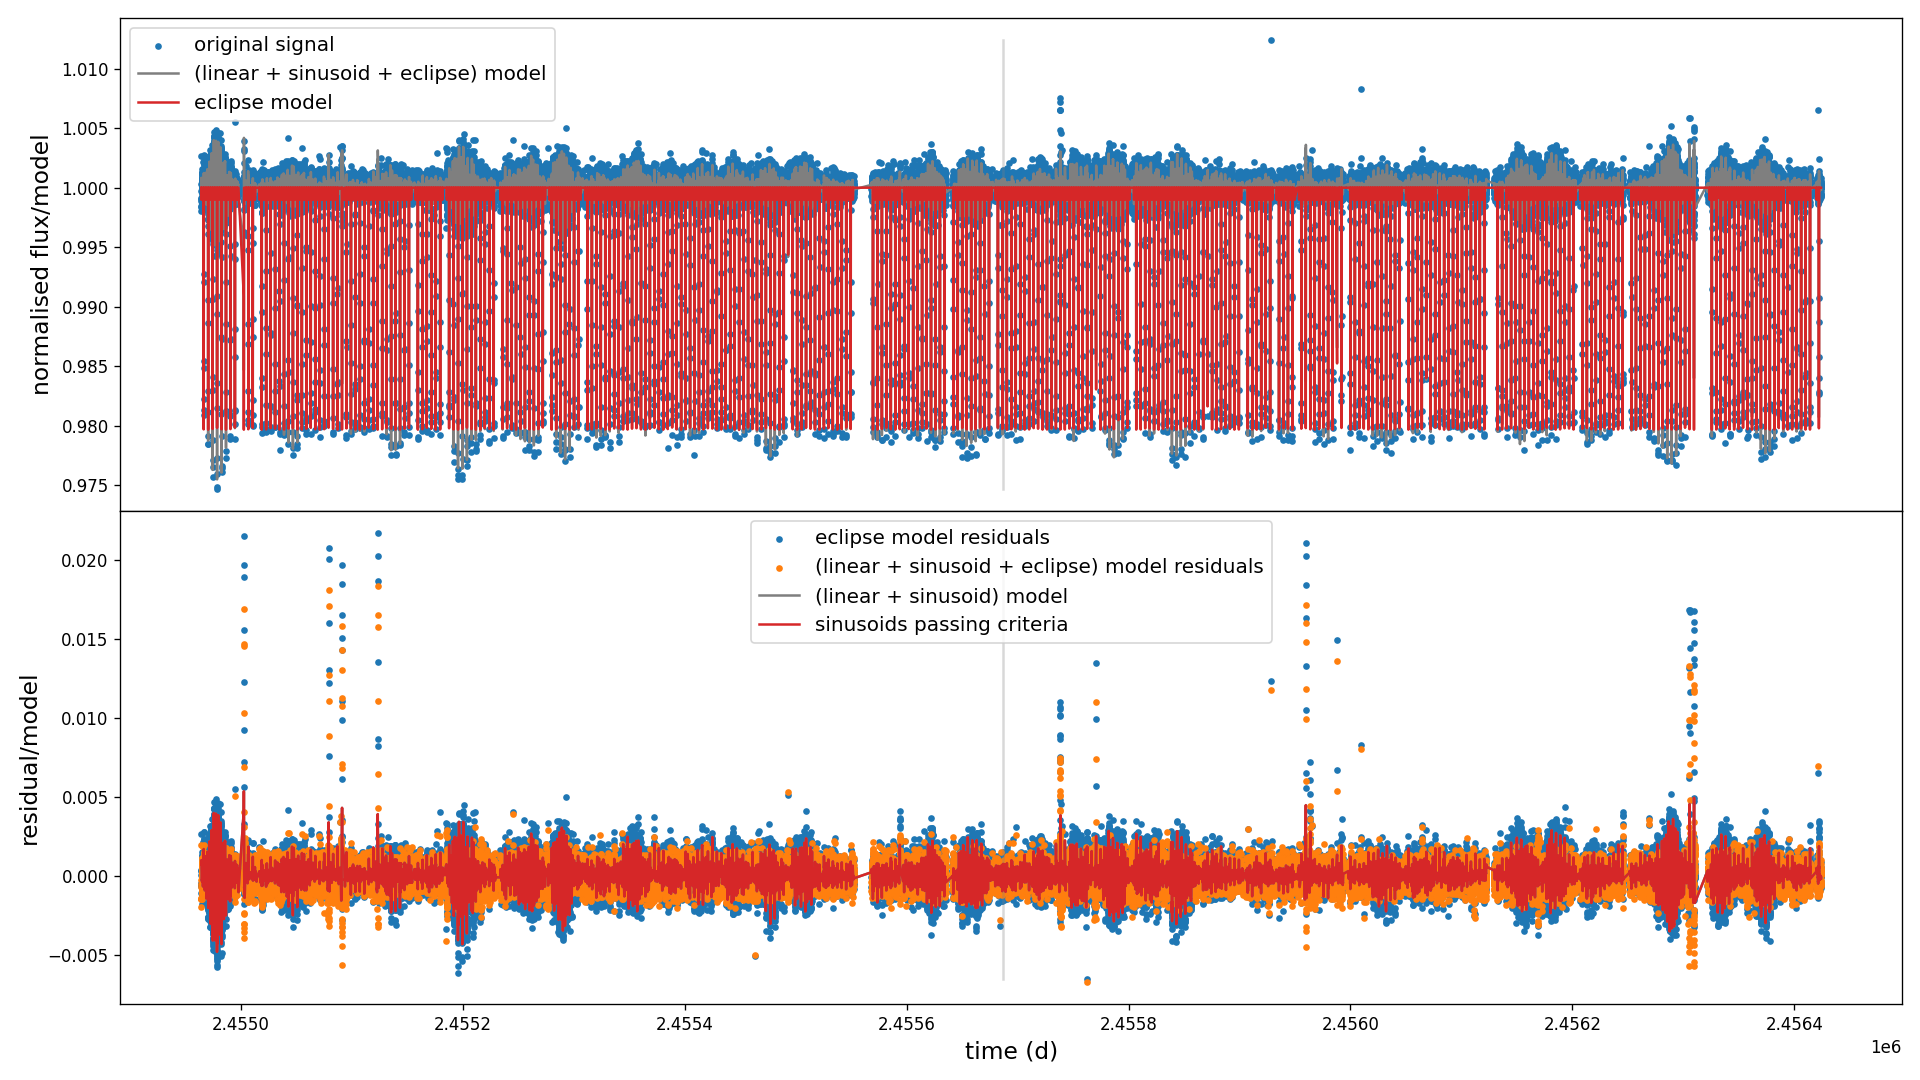 original signal
(linear + sinusoid + eclipse) model
eclipse model
normalised flux/model
1.010
1.005
1.000
0.995
0.990
0.985
0.980
0.975
eclipse model residuals
(linear + sinusoid + eclipse) model residuals
(linear + sinusoid) model
sinusoids passing criteria
residual/model
0.020
0.015
0.010
0.005
0.000
−0.005
2.4550
2.4552
2.4554
2.4556
2.4558
2.4560
2.4562
2.4564
1e6
time (d)